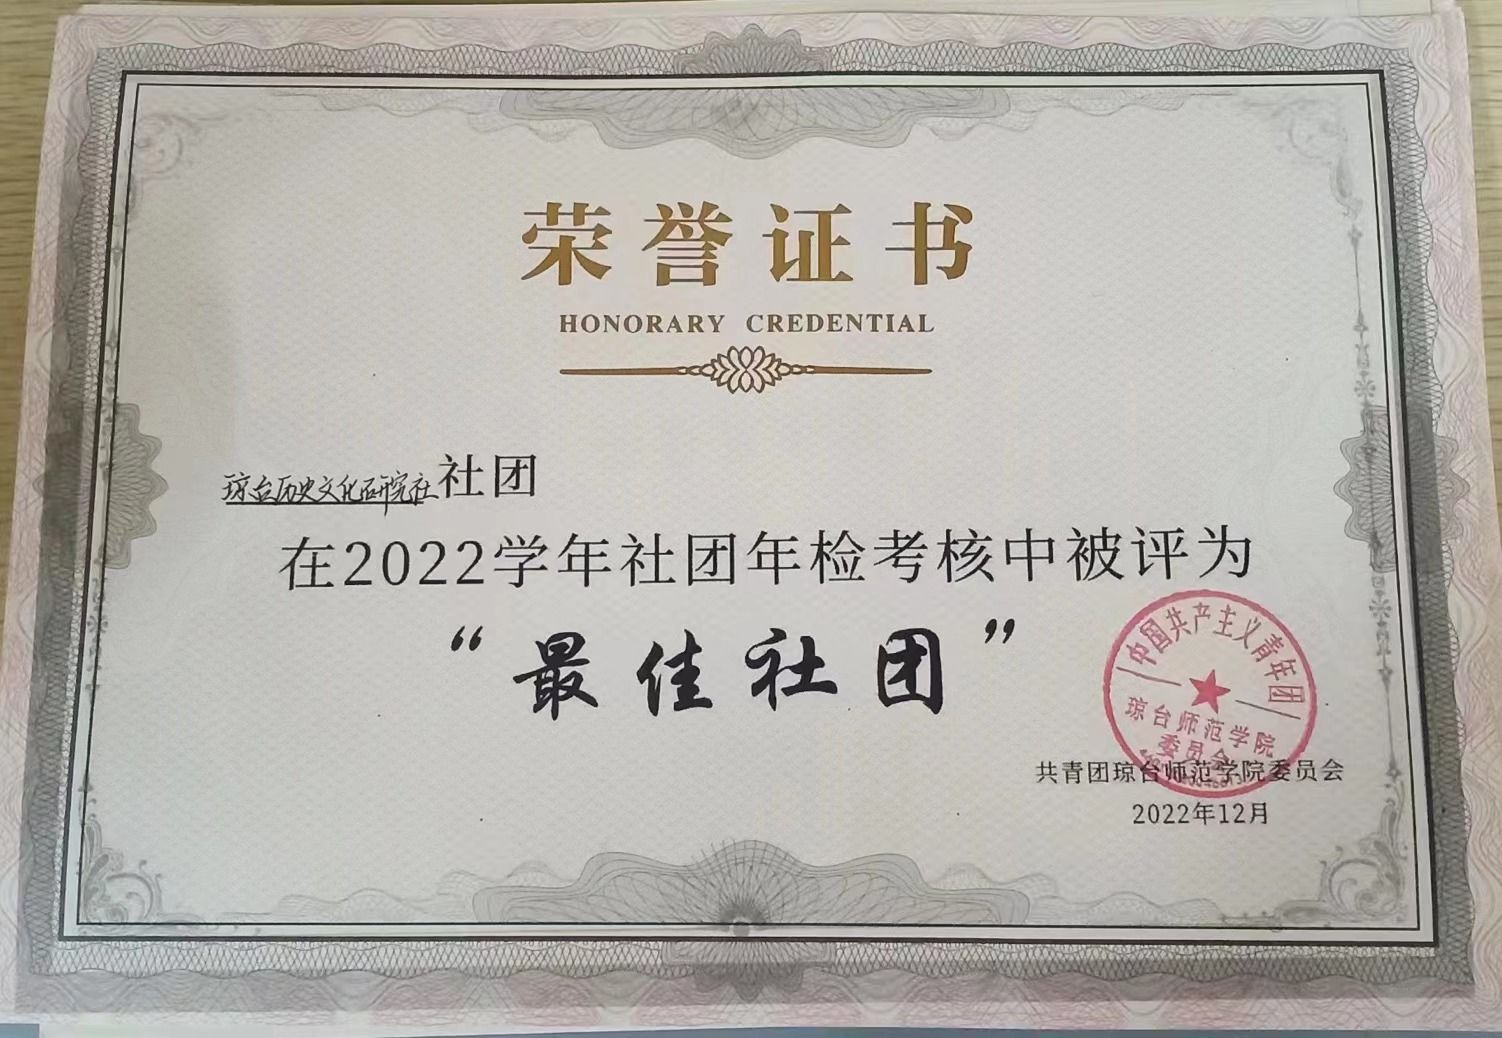 荣誉证书
HONORARY CREDENTIAL
琼台历史文化研究社社团
在2022学年社团年检考核中被评为
“最佳社团”
中国共产主义青年团
琼台师范学院
委员会
共青团琼台师范学院委员会
2022年12月